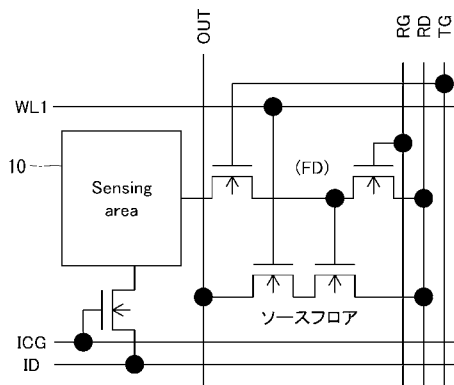 OUT
RG
RD
TG
WL1
10
Sensing
area
(FD)
ソースフロア
ICG
ID